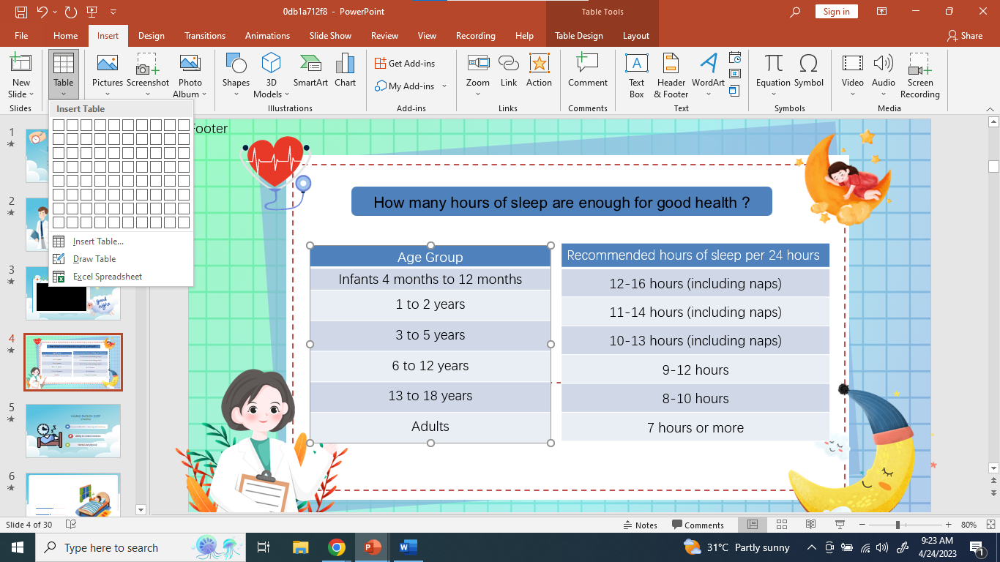 0db1a712f8 - PowerPoint
Table Tools
Sign in
File Home Insert Design Transitions Animations Slide Show Review View Recording Help Table Design Layout Share
New Slide
Table
Pictures
Screenshot
Photo Album
Shapes
3D Models
SmartArt
Chart
Get Add-ins
My Add-ins
Zoom
Link
Action
Comment
Text Box
Header & Footer
WordArt
Equation
Symbol
Video
Audio
Screen Recording
Slides
Illustrations
Add-ins
Links
Comments
Text
Symbols
Media
Insert Table
Insert Table...
Draw Table
Excel Spreadsheet
1
2
3
4
5
6
good night
HAVING ENOUGH SLEEP
Footer
How many hours of sleep are enough for good health ?
Age Group
Infants 4 months to 12 months
1 to 2 years
3 to 5 years
6 to 12 years
13 to 18 years
Adults
Recommended hours of sleep per 24 hours
12-16 hours (including naps)
11-14 hours (including naps)
10-13 hours (including naps)
9-12 hours
8-10 hours
7 hours or more
Slide 4 of 30
Notes
Comments
80%
Type here to search
31°C Partly sunny
9:23 AM
4/24/2023
1